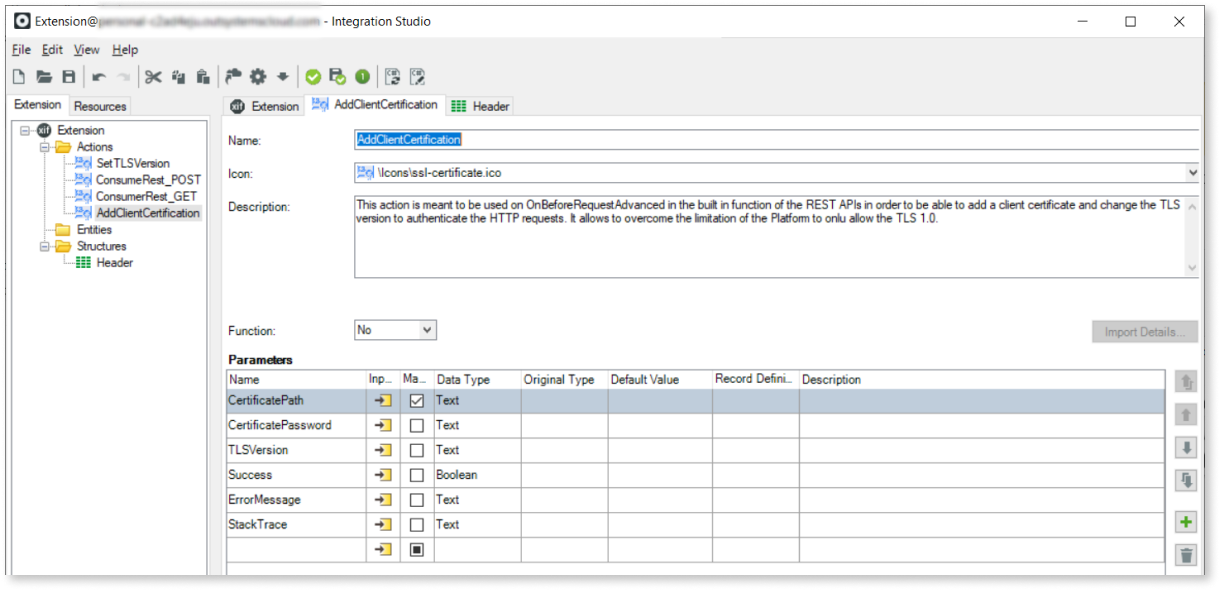 Extension@ - Integration Studio
File Edit View Help
Extension Resources
Extension AddClientCertification Header
Extension
Actions
SetTLSVersion
ConsumeRest_POST
ConsumerRest_GET
AddClientCertification
Entities
Structures
Header
Name: AddClientCertification
Icon: \Icons\ssl-certificate.ico
Description: This action is meant to be used on OnBeforeRequestAdvanced in the built in function of the REST APIs in order to be able to add a client certificate and change the TLS
version to authenticate the HTTP requests. It allows to overcome the limitation of the Platform to onlu allow the TLS 1.0.
Function: No Import Details...
Parameters
Name Inp... Ma... Data Type Original Type Default Value Record Defini... Description
CertificatePath Text
CertificatePassword Text
TLSVersion Text
Success Boolean
ErrorMessage Text
StackTrace Text